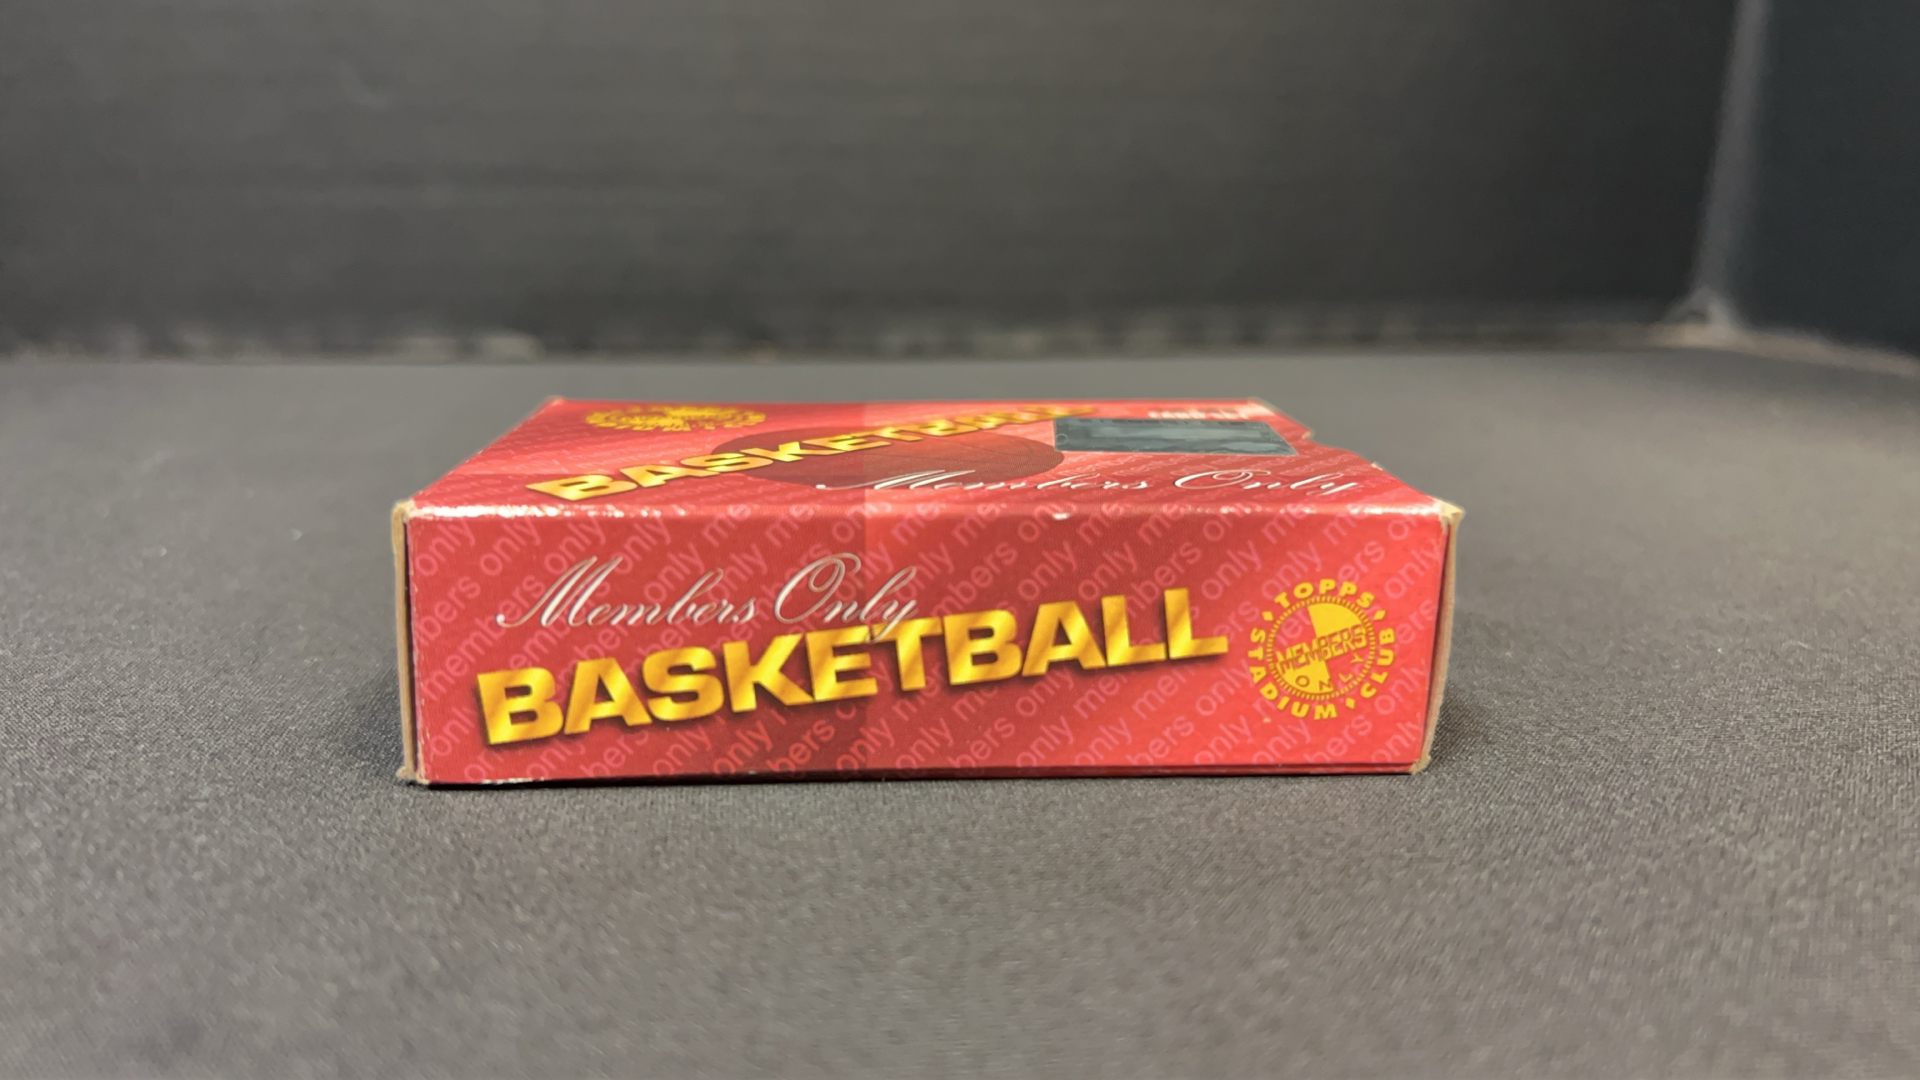 BASKETBALL
Members Only
Members Only
BASKETBALL
TOPPS
STADIUM
CLUB
MEMBERS
ONLY